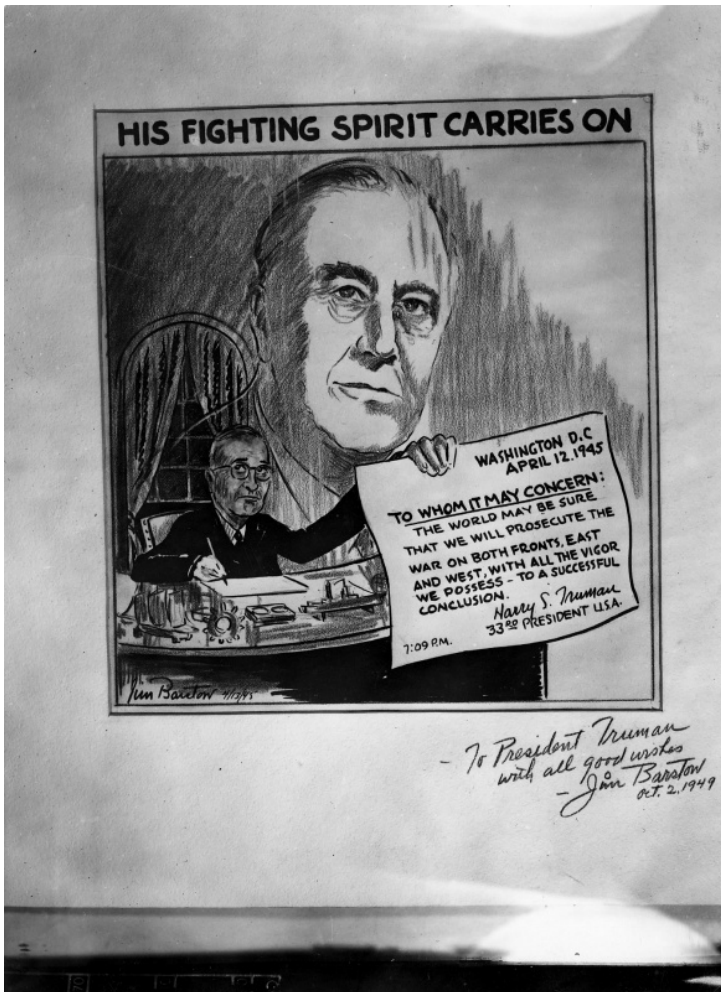 HIS FIGHTING SPIRIT CARRIES ON
WASHINGTON D.C
APRIL 12.1945
TO WHOM IT MAY CONCERN:
THE WORLD MAY BE SURE
THAT WE WILL PROSECUTE THE
WAR ON BOTH FRONTS, EAST
AND WEST, WITH ALL THE VIGOR
WE POSSESS - TO A SUCCESSFUL
CONCLUSION.
Harry S. Truman
33RD PRESIDENT U.S.A.
7:09 P.M.
Jim Barstow 4/13/45
- To President Truman
with all good wishes
- Jim Barstow
Oct. 2, 1949